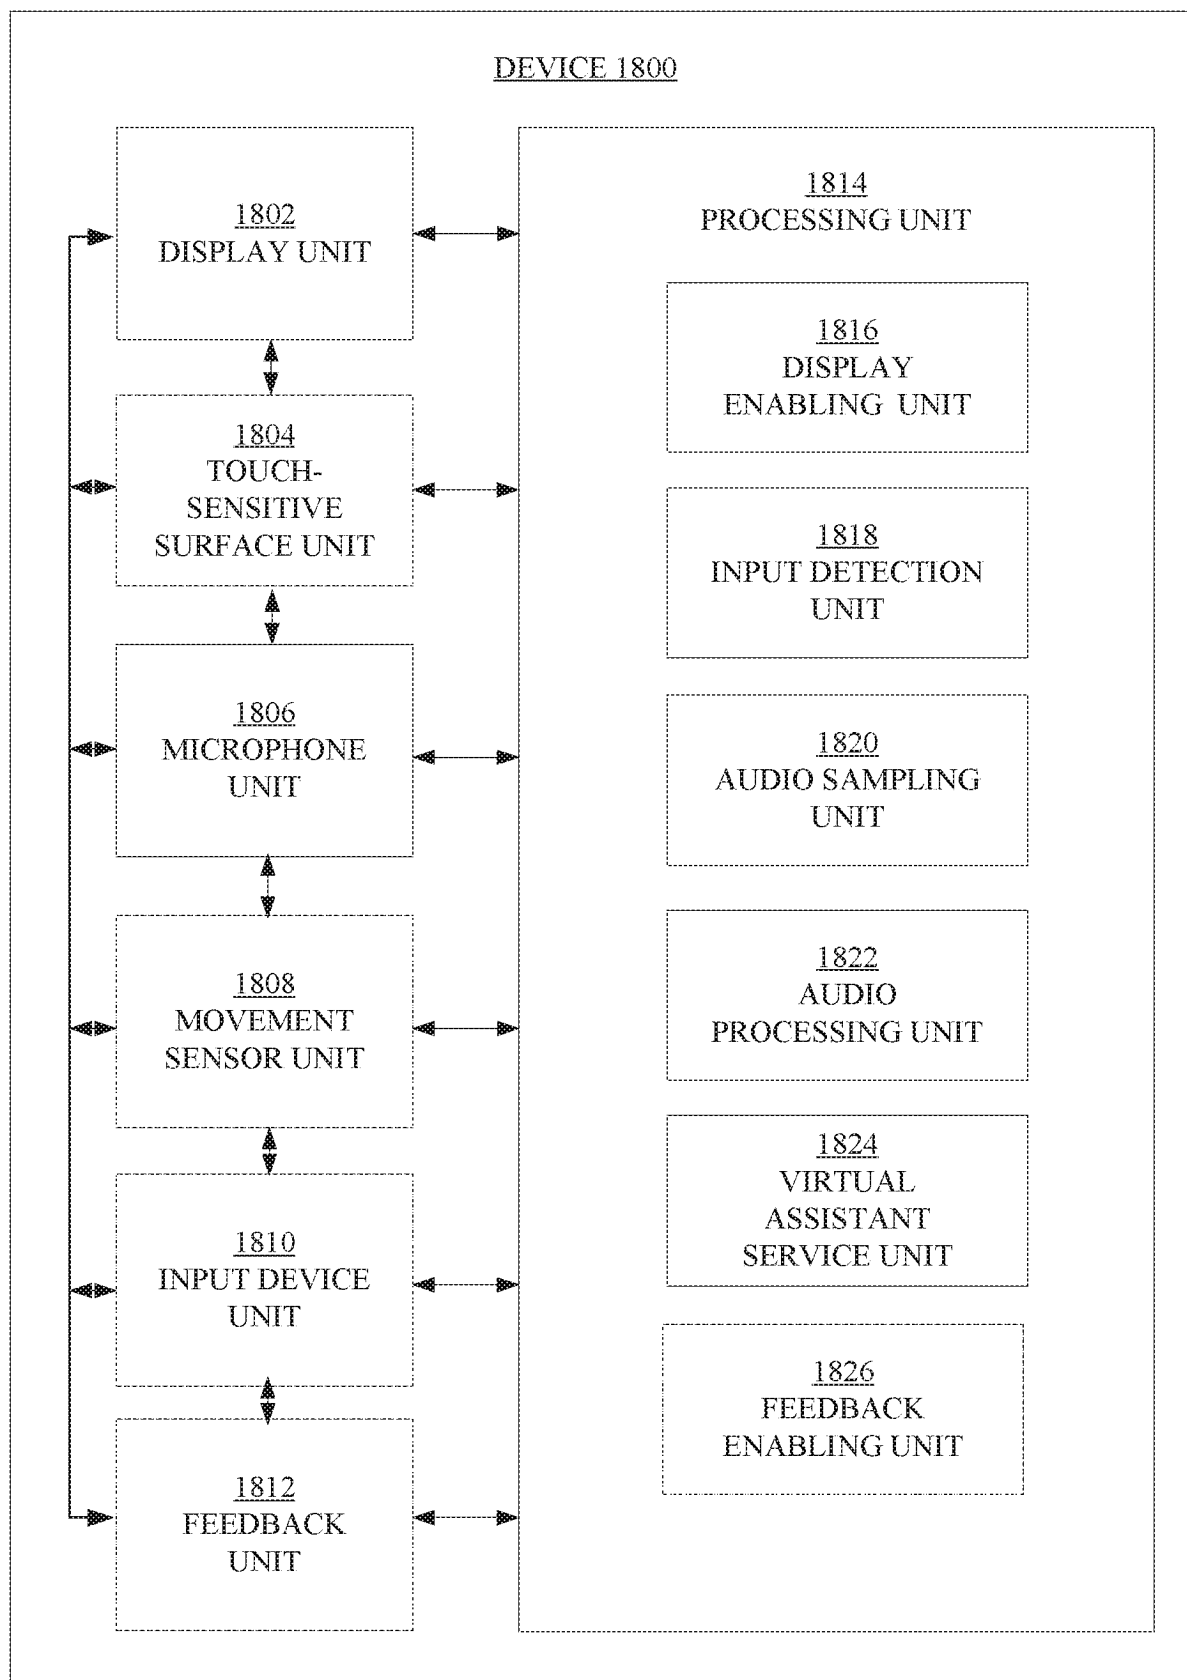 DEVICE 1800
1802
DISPLAY UNIT
1804
TOUCH-
SENSITIVE
SURFACE UNIT
1806
MICROPHONE
UNIT
1808
MOVEMENT
SENSOR UNIT
1810
INPUT DEVICE
UNIT
1812
FEEDBACK
UNIT
1814
PROCESSING UNIT
1816
DISPLAY
ENABLING UNIT
1818
INPUT DETECTION
UNIT
1820
AUDIO SAMPLING
UNIT
1822
AUDIO
PROCESSING UNIT
1824
VIRTUAL
ASSISTANT
SERVICE UNIT
1826
FEEDBACK
ENABLING UNIT